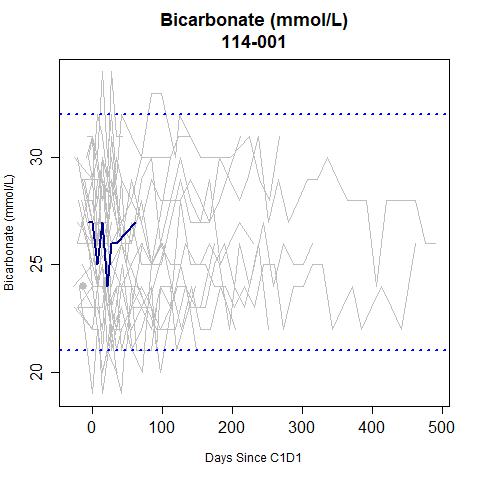 Bicarbonate (mmol/L)
114-001
Bicarbonate (mmol/L)
30
25
20
0 100 200 300 400 500
Days Since C1D1